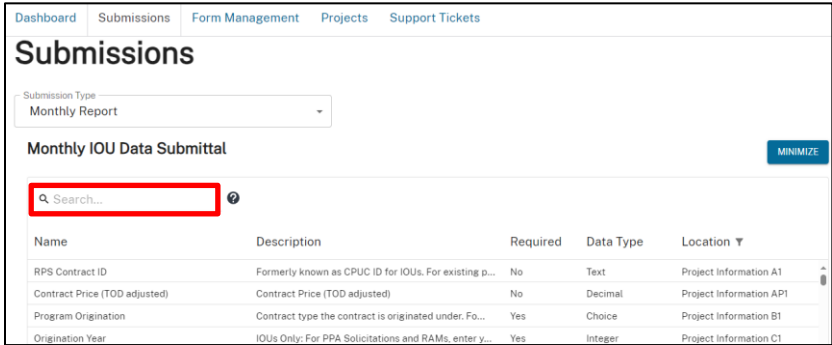 Dashboard Submissions Form Management Projects Support Tickets
Submissions
Submission Type
Monthly Report
Monthly IOU Data Submittal MINIMIZE
Search... ?
Name Description Required Data Type Location
RPS Contract ID Formerly known as CPUC ID for IOUs. For existing p... No Text Project Information A1
Contract Price (TOD adjusted) Contract Price (TOD adjusted) No Decimal Project Information AP1
Program Origination Contract type the contract is originated under. Fo... Yes Choice Project Information B1
Origination Year IOUs Only: For PPA Solicitations and RAMs, enter y... Yes Integer Project Information C1